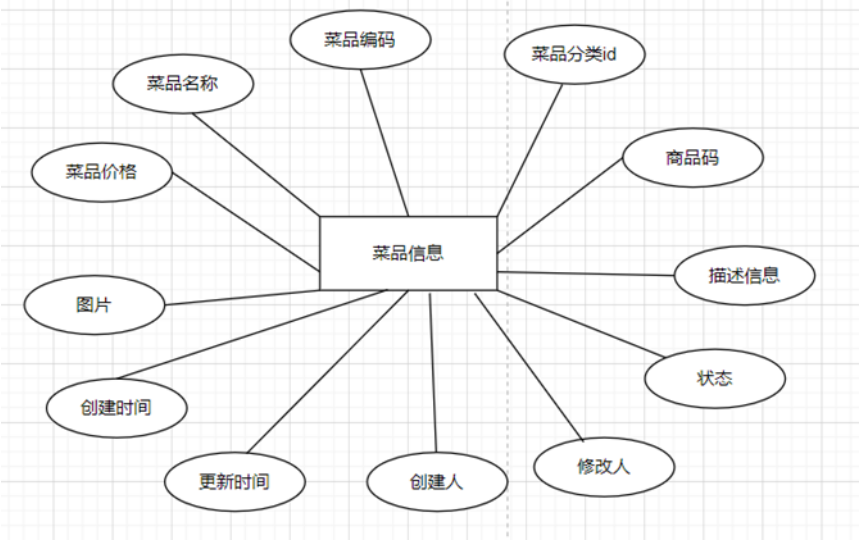 菜品编码
菜品分类id
菜品名称
商品码
菜品价格
菜品信息
描述信息
图片
状态
创建时间
修改人
更新时间
创建人